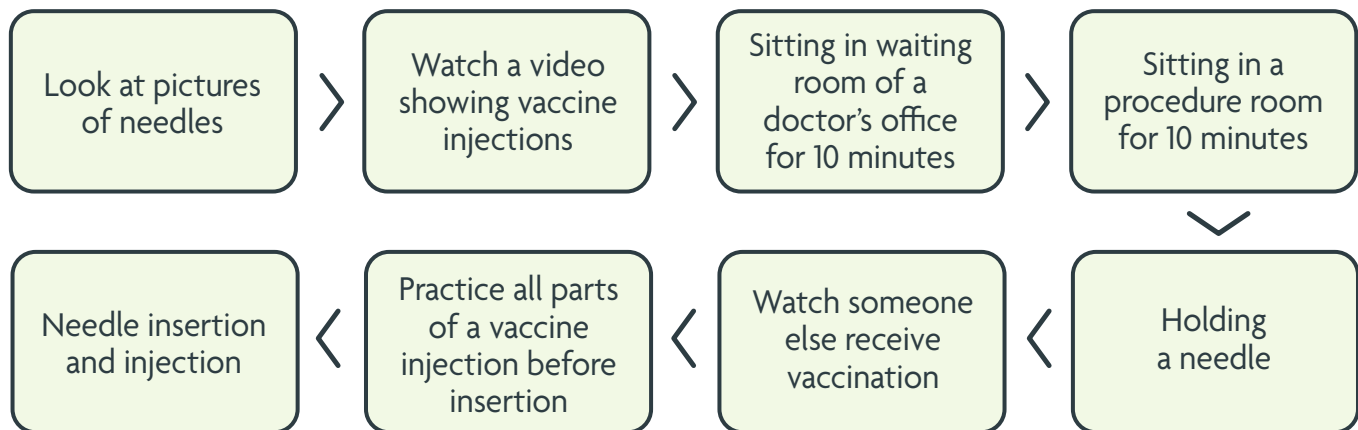 Look at pictures
of needles
Watch a video
showing vaccine
injections
Sitting in waiting
room of a
doctor’s office
for 10 minutes
Sitting in a
procedure room
for 10 minutes
Holding
a needle
Watch someone
else receive
vaccination
Practice all parts
of a vaccine
injection before
insertion
Needle insertion
and injection